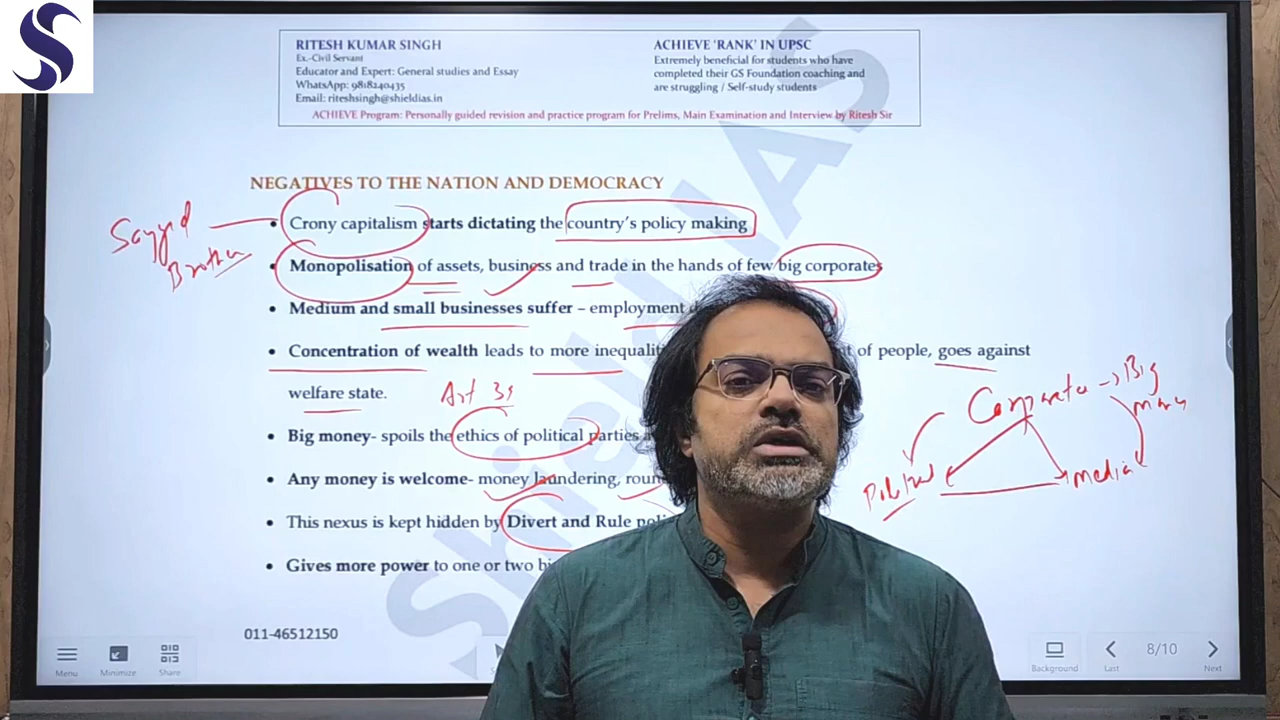 RITESH KUMAR SINGH
Ex.-Civil Servant
Educator and Expert: General studies and Essay
WhatsApp: 9818240435
Email: riteshsingh@shieldias.in
ACHIEVE 'RANK' IN UPSC
Extremely beneficial for students who have
completed their GS Foundation coaching and
are struggling / Self-study students
ACHIEVE Program: Personally guided revision and practice program for Prelims, Main Examination and Interview by Ritesh Sir
NEGATIVES TO THE NATION AND DEMOCRACY
• Crony capitalism starts dictating the country's policy making
Sayyid
Brother
• Monopolisation of assets, business and trade in the hands of few big corporates
• Medium and small businesses suffer – employment
• Concentration of wealth leads to more of people, goes against
welfare state.
Art
Corporates → Big
Media
• Big money- spoils the ethics of political parties
• Any money is welcome- money laundering,
• This nexus is kept hidden by Divert and Rule
• Gives more power to one or two
011-46512150
Shield IAS
Menu
Minimize
Share
Background
Last
8/10
Next